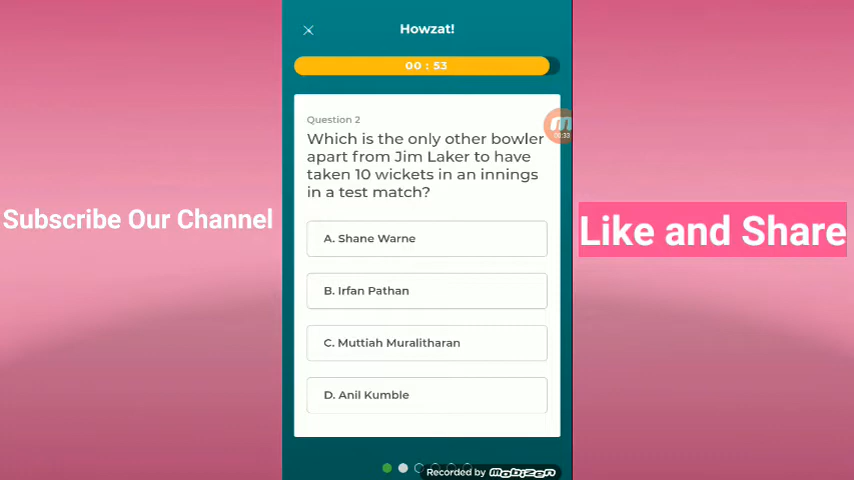 Howzat!
00 : 53
Question 2
Which is the only other bowler
apart from Jim Laker to have
taken 10 wickets in an innings
in a test match?
A. Shane Warne
B. Irfan Pathan
C. Muttiah Muralitharan
D. Anil Kumble
Subscribe Our Channel
Like and Share
Recorded by mobizen